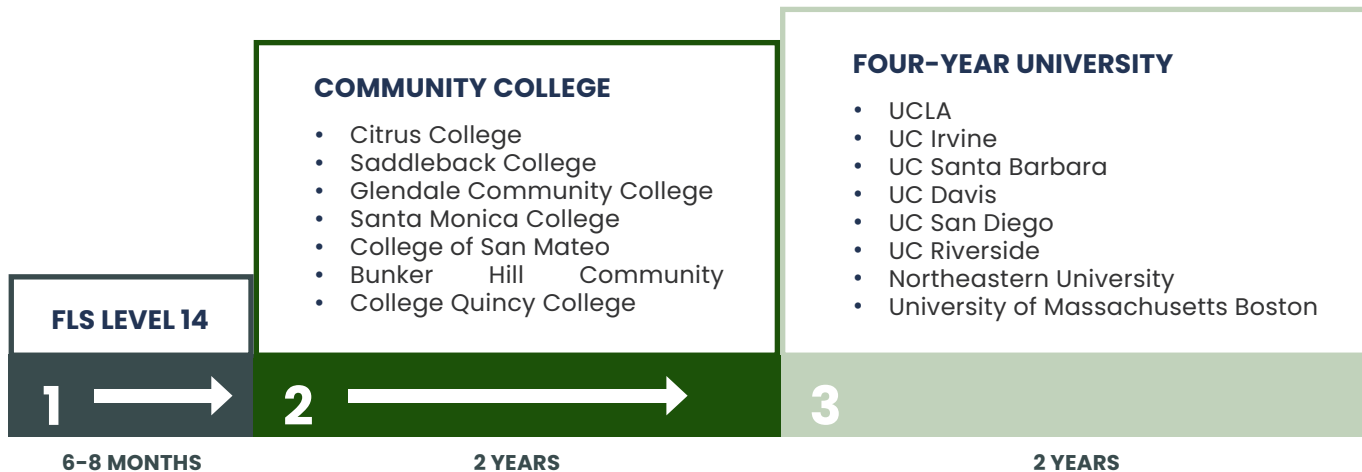 FLS LEVEL 14
1
6-8 MONTHS
COMMUNITY COLLEGE
• Citrus College
• Saddleback College
• Glendale Community College
• Santa Monica College
• College of San Mateo
• Bunker Hill Community
• College Quincy College
2
2 YEARS
FOUR-YEAR UNIVERSITY
• UCLA
• UC Irvine
• UC Santa Barbara
• UC Davis
• UC San Diego
• UC Riverside
• Northeastern University
• University of Massachusetts Boston
3
2 YEARS